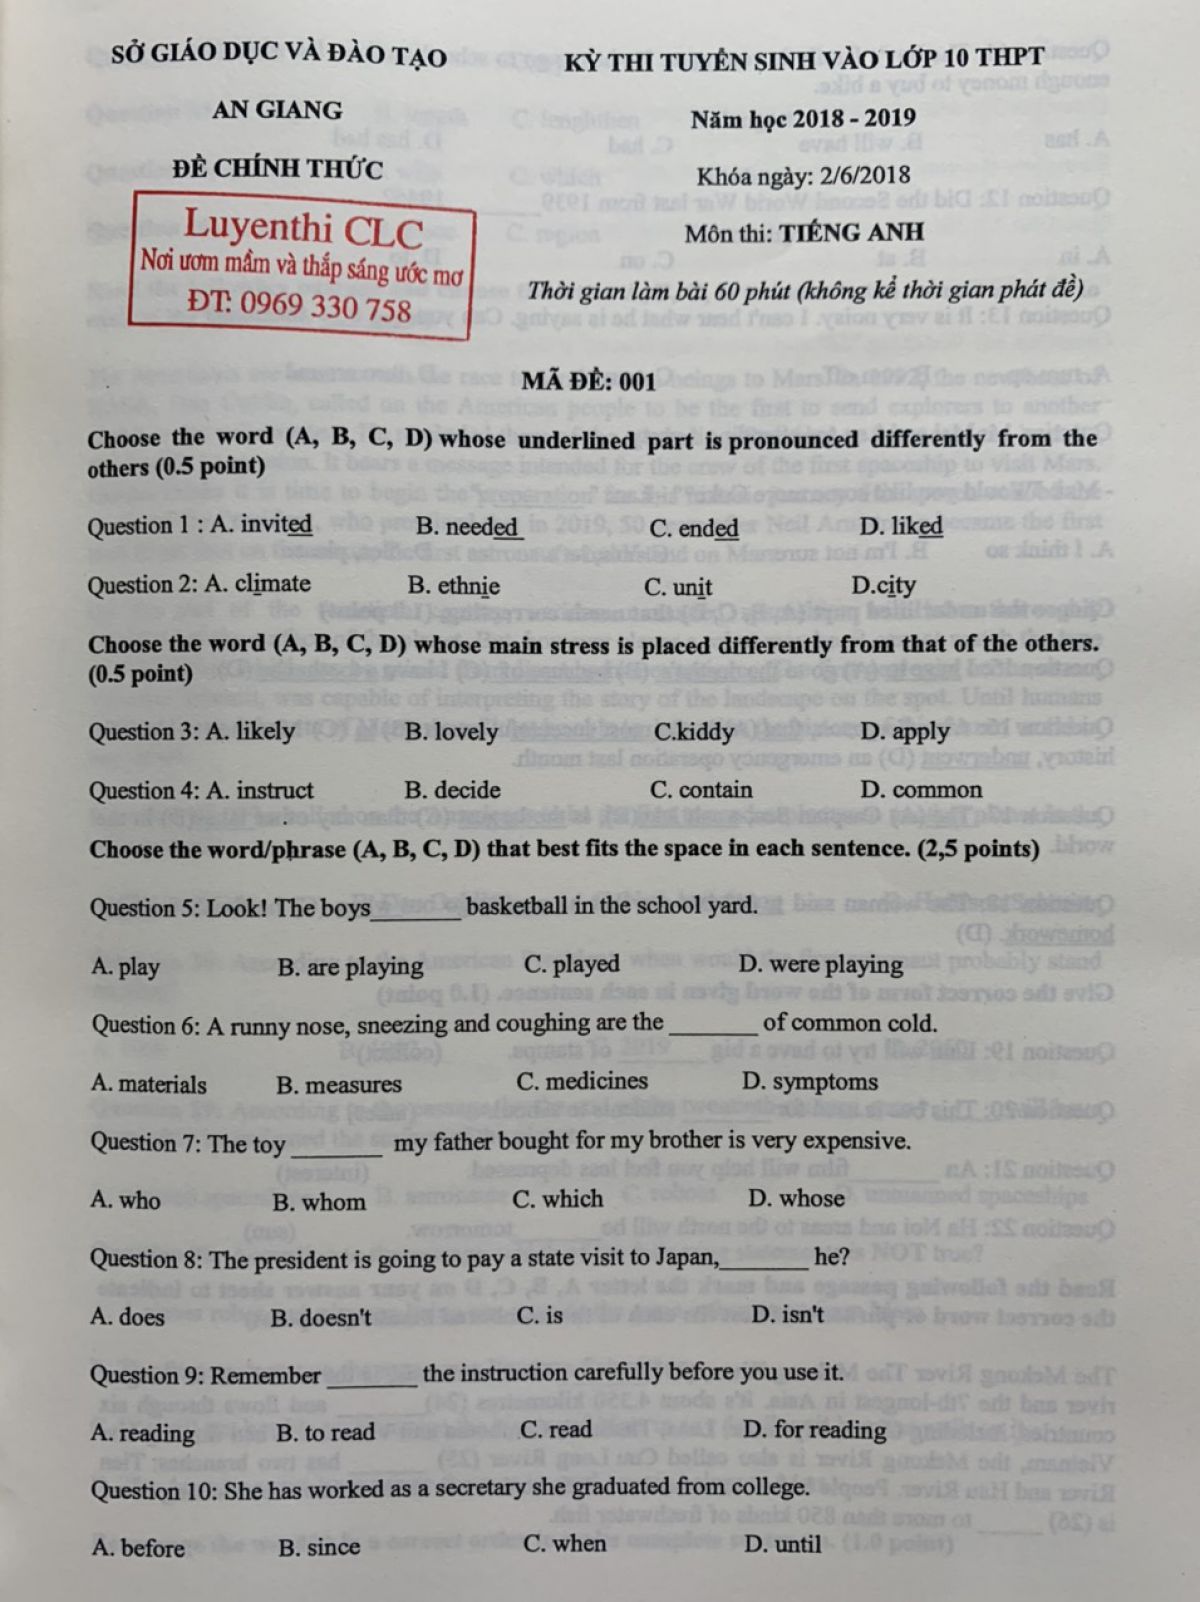 SỞ GIÁO DỤC VÀ ĐÀO TẠO
AN GIANG
ĐỀ CHÍNH THỨC
Luyenthi CLC
Nơi ươm mầm và thắp sáng ước mơ
ĐT: 0969 330 758
KỲ THI TUYỂN SINH VÀO LỚP 10 THPT
Năm học 2018 - 2019
Khóa ngày: 2/6/2018
Môn thi: TIẾNG ANH
Thời gian làm bài 60 phút (không kể thời gian phát đề)
MÃ ĐỀ: 001
Choose the word (A, B, C, D) whose underlined part is pronounced differently from the
others (0.5 point)
Question 1 : A. invited B. needed C. ended D. liked
Question 2: A. climate B. ethnie C. unit D.city
Choose the word (A, B, C, D) whose main stress is placed differently from that of the others.
(0.5 point)
Question 3: A. likely B. lovely C.kiddy D. apply
Question 4: A. instruct B. decide C. contain D. common
Choose the word/phrase (A, B, C, D) that best fits the space in each sentence. (2,5 points)
Question 5: Look! The boys_______ basketball in the school yard.
A. play B. are playing C. played D. were playing
Question 6: A runny nose, sneezing and coughing are the _______ of common cold.
A. materials B. measures C. medicines D. symptoms
Question 7: The toy _______ my father bought for my brother is very expensive.
A. who B. whom C. which D. whose
Question 8: The president is going to pay a state visit to Japan,_______ he?
A. does B. doesn't C. is D. isn't
Question 9: Remember _______ the instruction carefully before you use it.
A. reading B. to read C. read D. for reading
Question 10: She has worked as a secretary she graduated from college.
A. before B. since C. when D. until